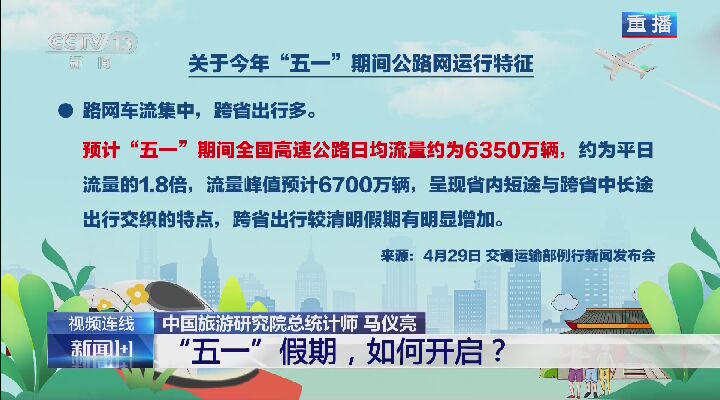 CCTV 13
新闻
重播
关于今年“五一”期间公路网运行特征
● 路网车流集中，跨省出行多。
预计“五一”期间全国高速公路日均流量约为6350万辆，约为平日
流量的1.8倍，流量峰值预计6700万辆，呈现省内短途与跨省中长途
出行交织的特点，跨省出行较清明假期有明显增加。
来源：4月29日 交通运输部例行新闻发布会
视频连线
中国旅游研究院总统计师 马仪亮
新闻1+1
“五一”假期，如何开启？